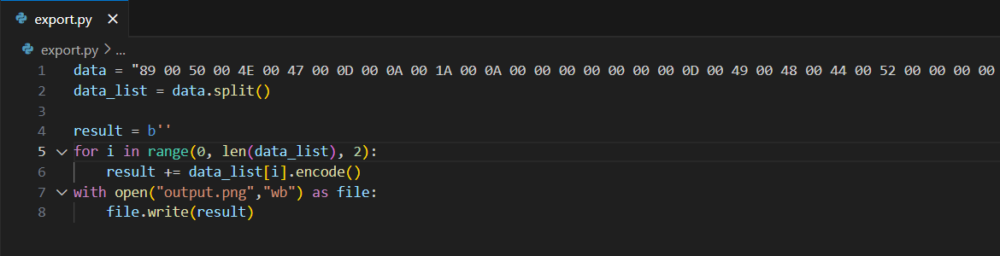 export.py ×
export.py > ...
1 data = "89 00 50 00 4E 00 47 00 0D 00 0A 00 1A 00 0A 00 00 00 00 00 00 00 0D 00 49 00 48 00 44 00 52 00 00 00 00
2 data_list = data.split()
3
4 result = b''
5 for i in range(0, len(data_list), 2):
6     result += data_list[i].encode()
7 with open("output.png","wb") as file:
8     file.write(result)